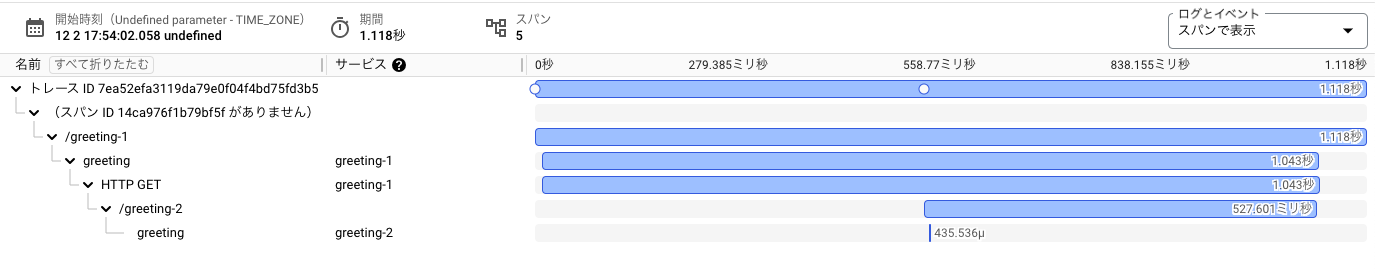 開始時刻（Undefined parameter - TIME_ZONE）
12 2 17:54:02.058 undefined
期間
1.118秒
スパン
5
ログとイベント
スパンで表示
名前 すべて折りたたむ サービス ? 0秒 279.385ミリ秒 558.77ミリ秒 838.155ミリ秒 1.118秒
トレース ID 7ea52efa3119da79e0f04f4bd75fd3b5 1.118秒
（スパン ID 14ca976f1b79bf5f がありません）
/greeting-1 1.118秒
greeting greeting-1 1.043秒
HTTP GET greeting-1 1.043秒
/greeting-2 527.601ミリ秒
greeting greeting-2 435.536μ